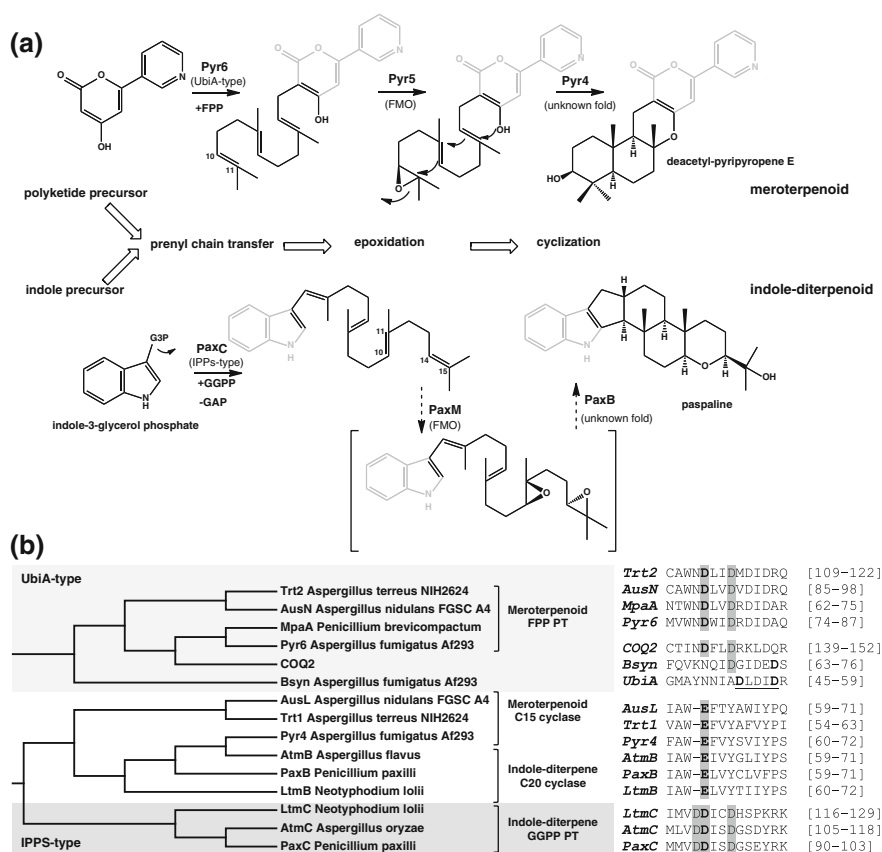 (a)
O
O
OH
N
Pyr6
(UbiA-type)
+FPP
O
O
OH
N
10
11
Pyr5
(FMO)
O
O
OH
N
O
Pyr4
(unknown fold)
O
O
N
O
H
H
HO
deacetyl-pyripyropene E
meroterpenoid
polyketide precursor
prenyl chain transfer
epoxidation
cyclization
indole precursor
indole-diterpenoid
G3P
N
H
indole-3-glycerol phosphate
PaxC
(IPPs-type)
+GGPP
-GAP
N
H
11
10
14
15
PaxM
(FMO)
N
H
O
O
PaxB
(unknown fold)
N
H
H
H
H
O
OH
paspaline
(b)
UbiA-type
Trt2 Aspergillus terreus NIH2624
AusN Aspergillus nidulans FGSC A4
MpaA Penicillium brevicompactum
Pyr6 Aspergillus fumigatus Af293
COQ2
Bsyn Aspergillus fumigatus Af293
AusL Aspergillus nidulans FGSC A4
Trt1 Aspergillus terreus NIH2624
Pyr4 Aspergillus fumigatus Af293
AtmB Aspergillus flavus
PaxB Penicillium paxilli
LtmB Neotyphodium lolii
LtmC Neotyphodium lolii
AtmC Aspergillus oryzae
PaxC Penicillium paxilli
IPPS-type
Meroterpenoid
FPP PT
Meroterpenoid
C15 cyclase
Indole-diterpene
C20 cyclase
Indole-diterpene
GGPP PT
Trt2 CAWNDLIDMDIDRQ [109-122]
AusN CAWNDLVDVDIDRQ [85-98]
MpaA NTWNDLVDRDIDAR [62-75]
Pyr6 MVWNDWIDRDIDAQ [74-87]
COQ2 CTINDFLDRKLDQR [139-152]
Bsyn FQVKNQIDGIDEDS [63-76]
UbiA GMAYNNIADLDIDR [45-59]
AusL IAW-EFTYAWIYPQ [59-71]
Trt1 VAW-EFVYAFVYPI [54-63]
Pyr4 FAW-EFVYSVIYPS [60-72]
AtmB IAW-EIVYGLIYPS [59-71]
PaxB IAW-ELVYCLVFPS [59-71]
LtmB IAW-ELVYTIIYPS [60-72]
LtmC IMVDDICDHSPKRK [116-129]
AtmC MLVDDISDGSDYRK [105-118]
PaxC MMVDDISDGSEYRK [90-103]